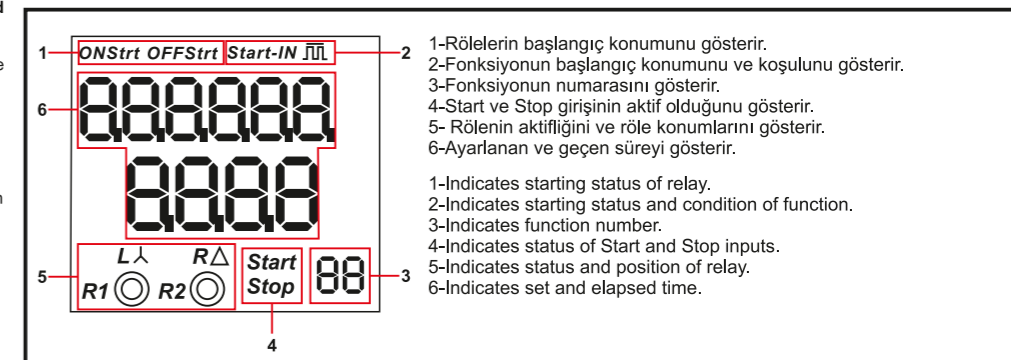 d
e
n
1
ONStrt OFFStrt Start-IN
2
6
L R
R1 R2
5
Start
Stop
3
4
1-Rölelerin başlangıç konumunu gösterir.
2-Fonksiyonun başlangıç konumunu ve koşulunu gösterir.
3-Fonksiyonun numarasını gösterir.
4-Start ve Stop girişinin aktif olduğunu gösterir.
5- Rölenin aktifliğini ve röle konumlarını gösterir.
6-Ayarlanan ve geçen süreyi gösterir.
1-Indicates starting status of relay.
2-Indicates starting status and condition of function.
3-Indicates function number.
4-Indicates status of Start and Stop inputs.
5-Indicates status and position of relay.
6-Indicates set and elapsed time.